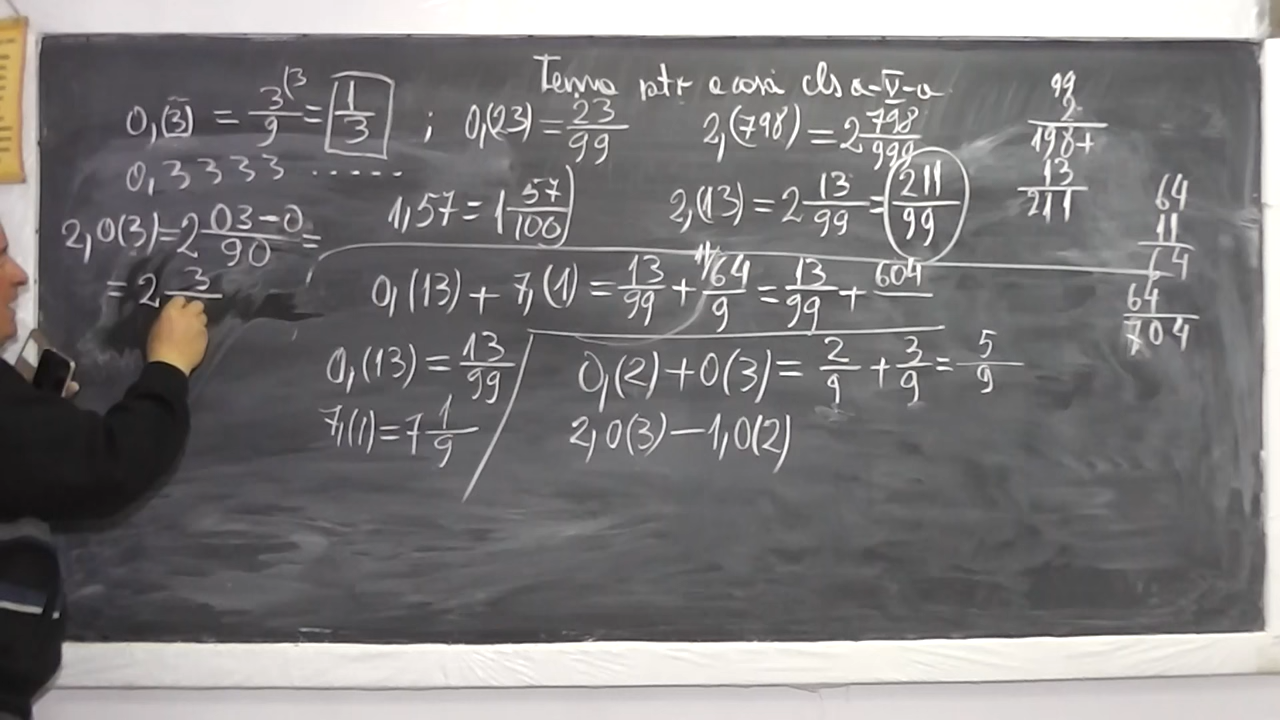 Tema ptr acasă cls a-V-a
0,(3) = 3/9 (3 = 1/3 ; 0,(23) = 23/99
2,(798) = 2 798/999
0,3333......
1,57 = 1 57/100
2,(13) = 2 13/99 = 211/99
2,0(3) = 2 03-0/90 =
= 2 3/
0,(13) + 7,(1) = 13/99 + 11/ 64/9 = 13/99 + 604
0,(13) = 13/99
7,(1) = 7 1/9
0,(2) + 0(3) = 2/9 + 3/9 = 5/9
2,0(3) - 1,0(2)
99
2
198+
13
211
64
11
64
64
704